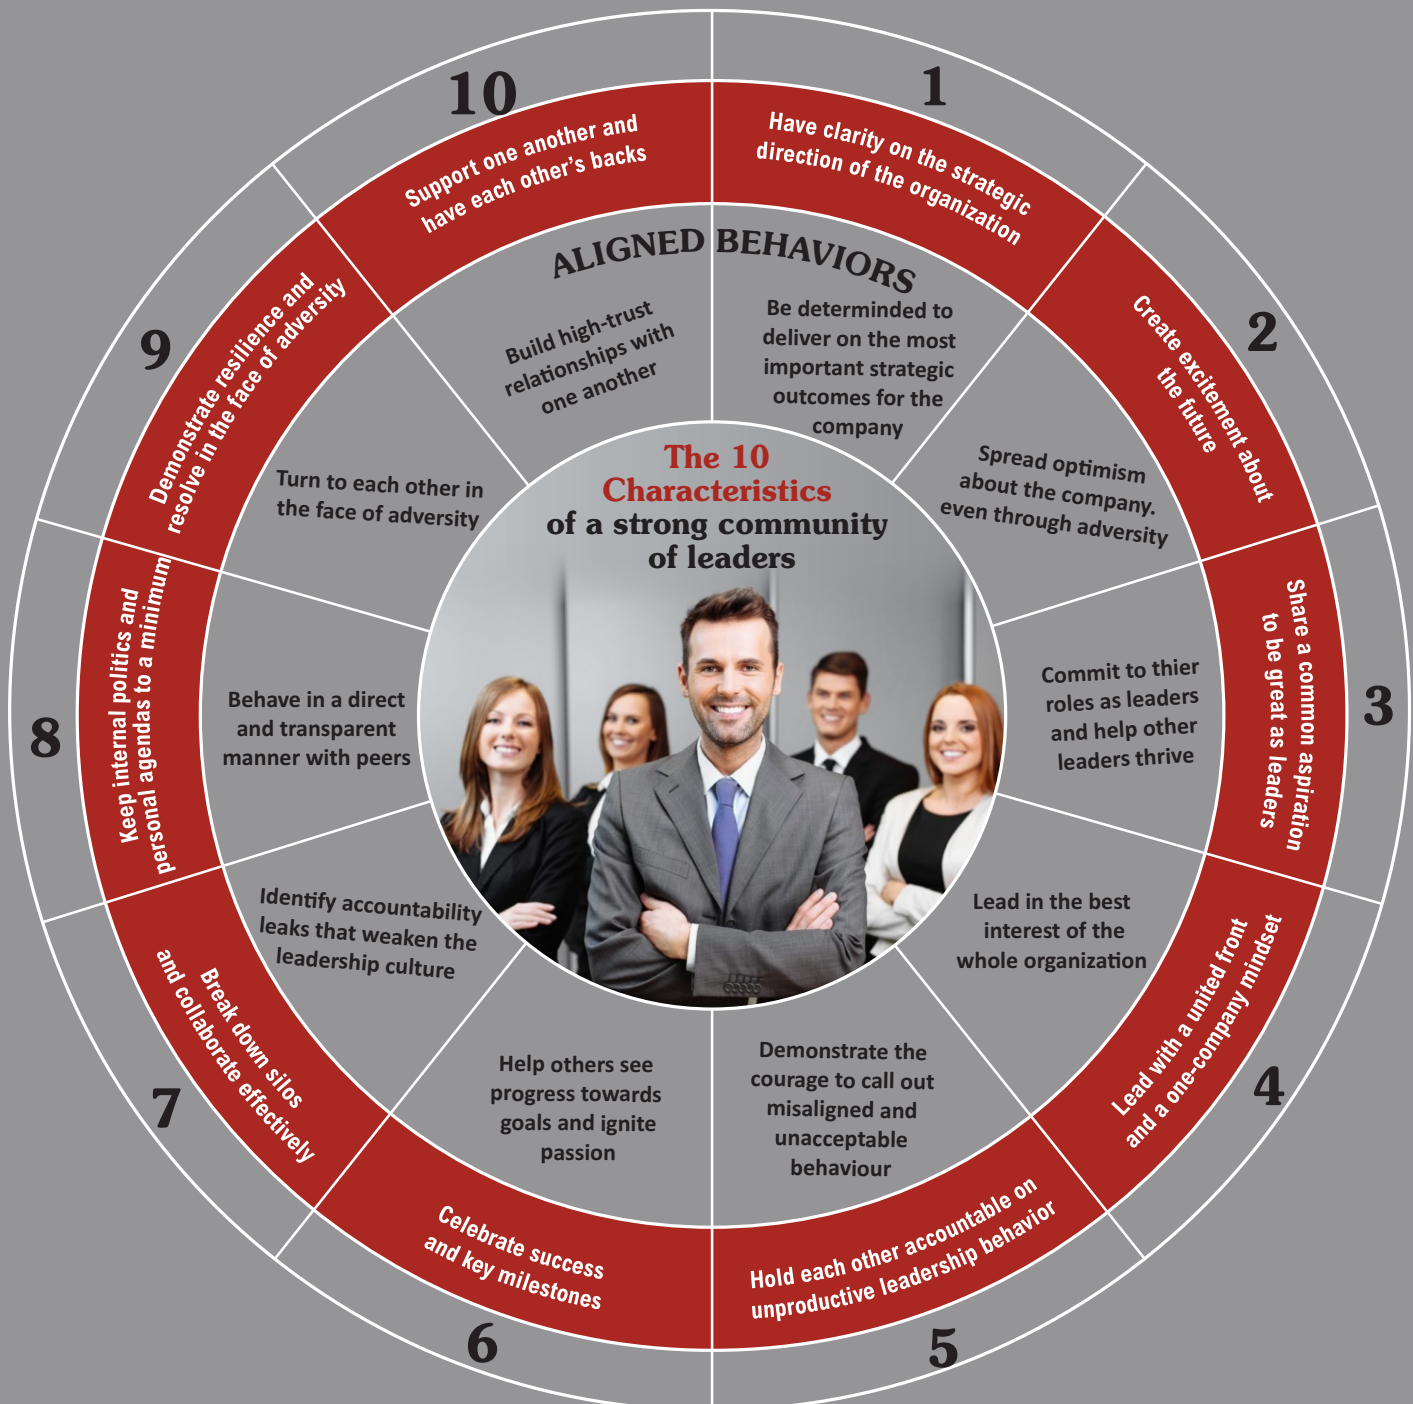 The 10
Characteristics
of a strong community
of leaders
ALIGNED BEHAVIORS
1
Have clarity on the strategic
direction of the organization
Be determinded to
deliver on the most
important strategic
outcomes for the
company
2
Create excitement about
the future
Spread optimism
about the company.
even through adversity
3
Share a common aspiration
to be great as leaders
Commit to thier
roles as leaders
and help other
leaders thrive
4
Lead with a united front
and a one-company mindset
Lead in the best
interest of the
whole organization
5
Hold each other accountable on
unproductive leadership behavior
Demonstrate the
courage to call out
misaligned and
unacceptable
behaviour
6
Celebrate success
and key milestones
Help others see
progress towards
goals and ignite
passion
7
Break down silos
and collaborate effectively
Identify accountability
leaks that weaken the
leadership culture
8
Keep internal politics and
personal agendas to a minimum
Behave in a direct
and transparent
manner with peers
9
Demonstrate resilience and
resolve in the face of adversity
Turn to each other in
the face of adversity
10
Support one another and
have each other's backs
Build high-trust
relationships with
one another